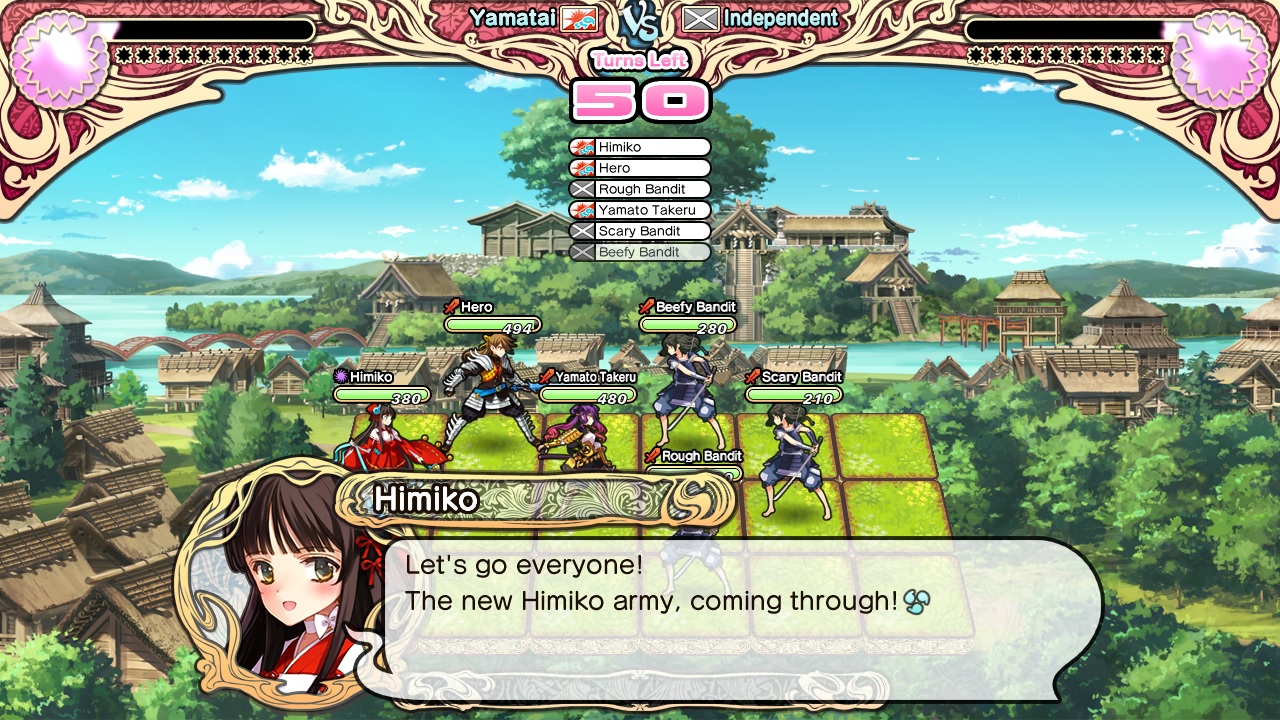 Yamatai VS Independent
Turns Left
50
Himiko
Hero
Rough Bandit
Yamato Takeru
Scary Bandit
Beefy Bandit
Hero
494
Beefy Bandit
280
Himiko
380
Yamato Takeru
480
Scary Bandit
210
Rough Bandit
Himiko
Let's go everyone!
The new Himiko army, coming through!